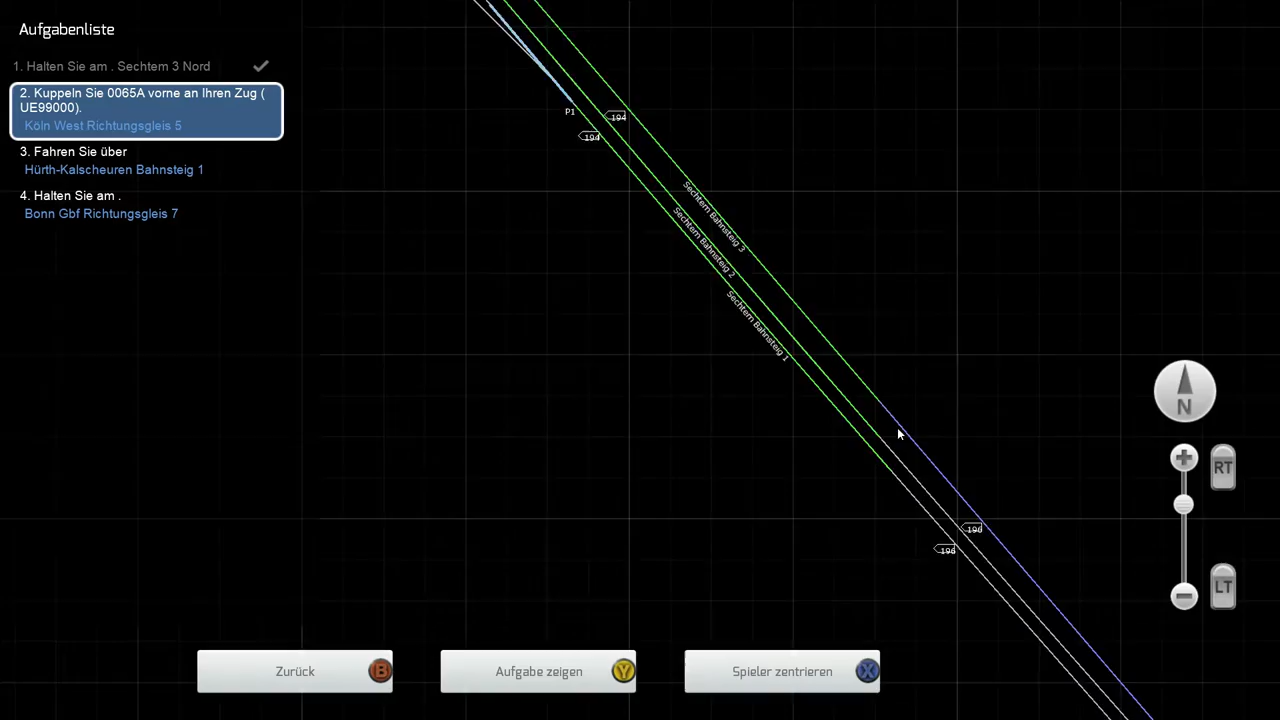 Aufgabenliste
1. Halten Sie am . Sechtem 3 Nord
2. Kuppeln Sie 0065A vorne an Ihren Zug (
UE99000).
Köln West Richtungsgleis 5
3. Fahren Sie über
Hürth-Kalscheuren Bahnsteig 1
4. Halten Sie am .
Bonn Gbf Richtungsgleis 7
P1
194
194
Sechtem Bahnsteig 3
Sechtem Bahnsteig 2
Sechtem Bahnsteig 1
196
196
N
RT
LT
Zurück B
Aufgabe zeigen Y
Spieler zentrieren X